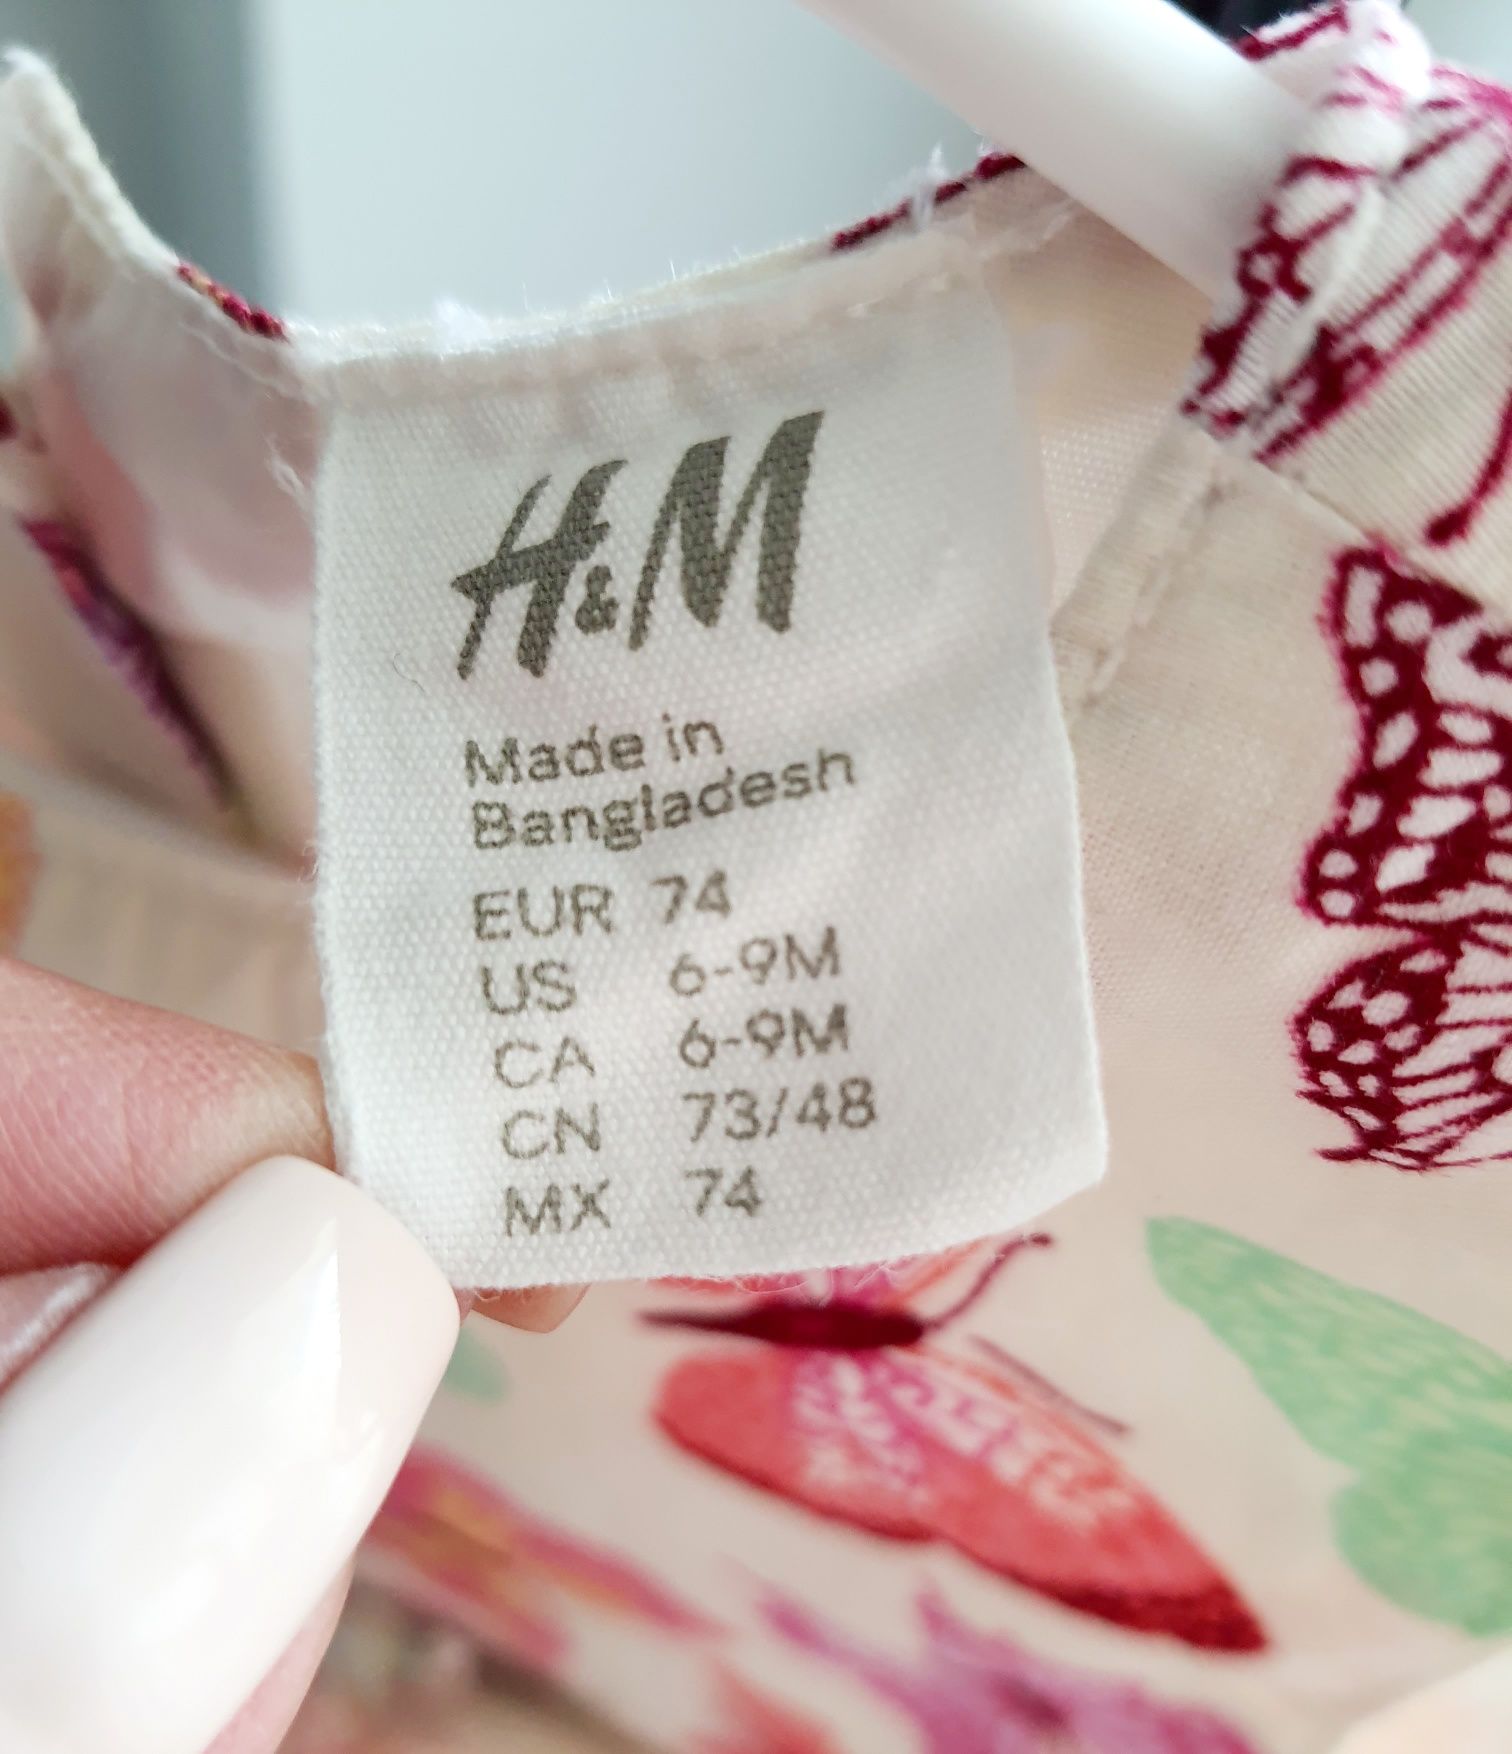 H&M
Made in
Bangladesh
EUR 74
US 6-9M
CA 6-9M
CN 73/48
MX 74